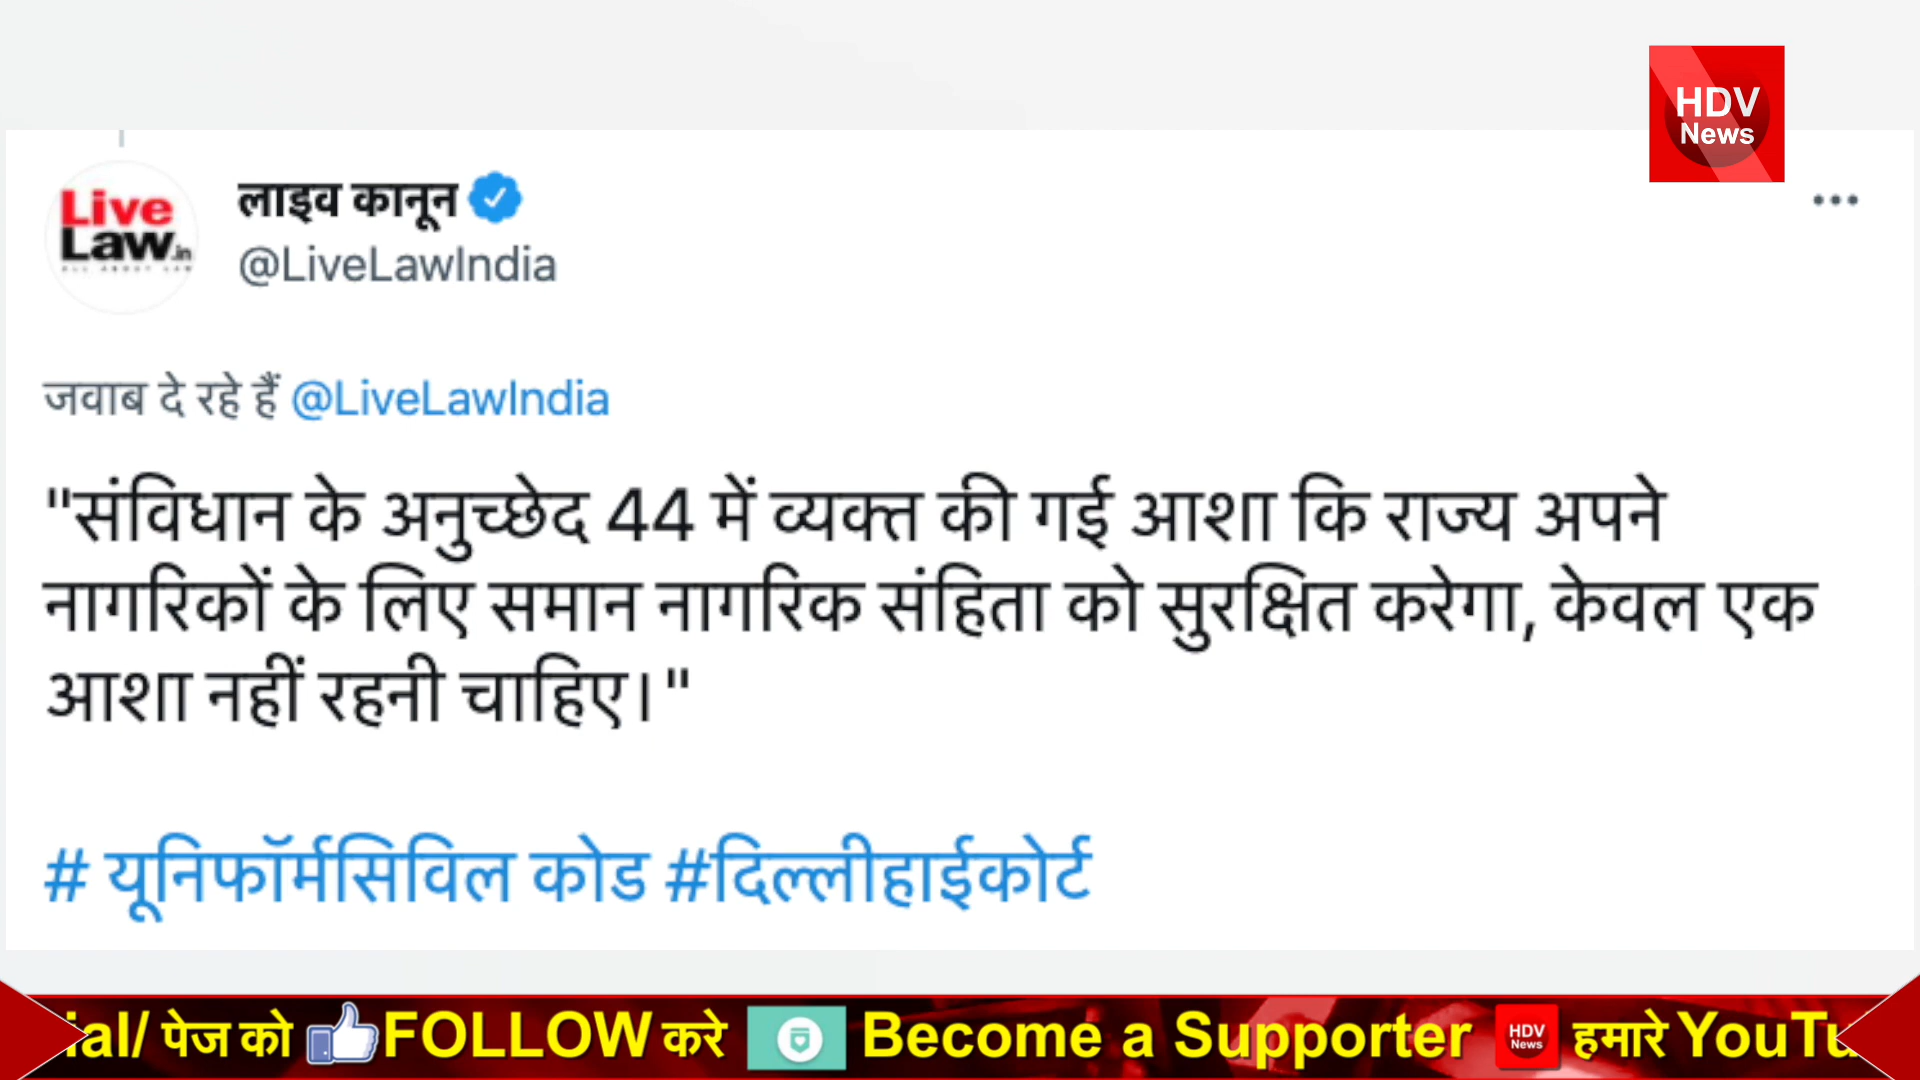 HDV
News
Live
Law.in
लाइव कानून
@LiveLawIndia
जवाब दे रहे हैं @LiveLawIndia
"संविधान के अनुच्छेद 44 में व्यक्त की गई आशा कि राज्य अपने
नागरिकों के लिए समान नागरिक संहिता को सुरक्षित करेगा, केवल एक
आशा नहीं रहनी चाहिए।"
# यूनिफॉर्मसिविल कोड #दिल्लीहाईकोर्ट
ial/ पेज को FOLLOW करे Become a Supporter HDV News हमारे YouTu